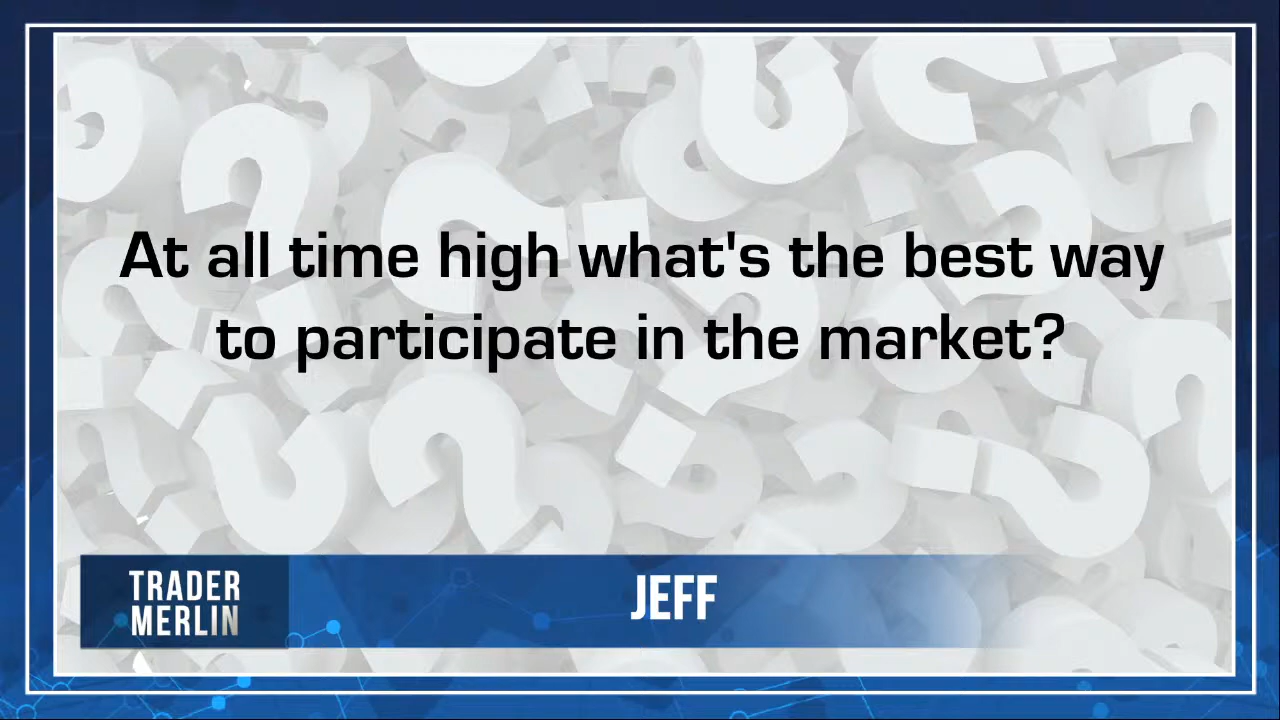 At all time high what's the best way
to participate in the market?
TRADER
MERLIN
JEFF